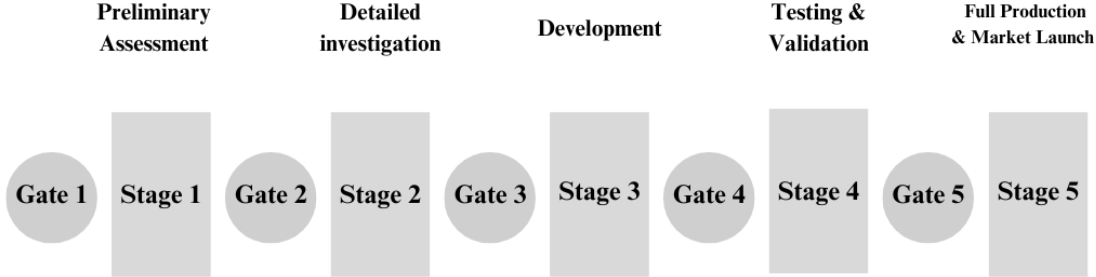 Preliminary
Assessment
Detailed
investigation
Development
Testing &
Validation
Full Production
& Market Launch
Gate 1
Stage 1
Gate 2
Stage 2
Gate 3
Stage 3
Gate 4
Stage 4
Gate 5
Stage 5